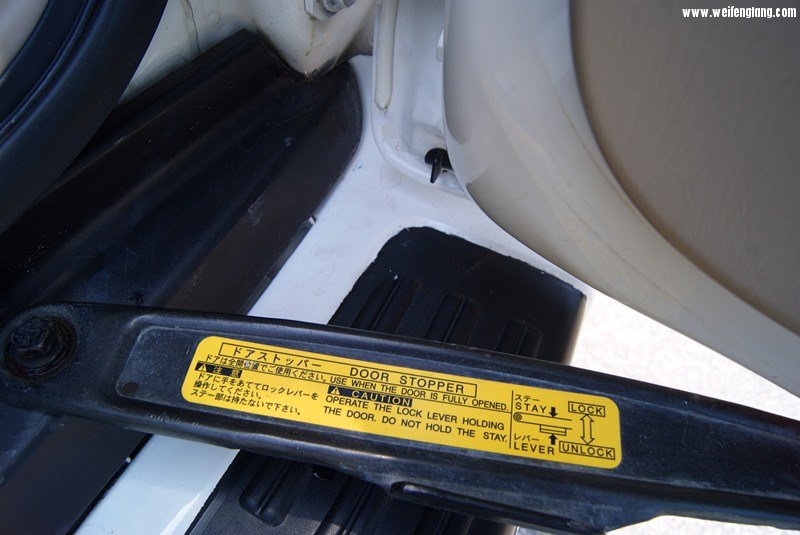 www.weifengtang.com
ドアストッパー DOOR STOPPER
ドアは全開位置でご使用ください。USE WHEN THE DOOR IS FULLY OPENED.
注意
ドアに手をあててロックレバーを
操作してください。
ステー部は持たないで下さい。
CAUTION
OPERATE THE LOCK LEVER HOLDING
THE DOOR. DO NOT HOLD THE STAY.
ステー
STAY
LOCK
レバー
LEVER
UNLOCK